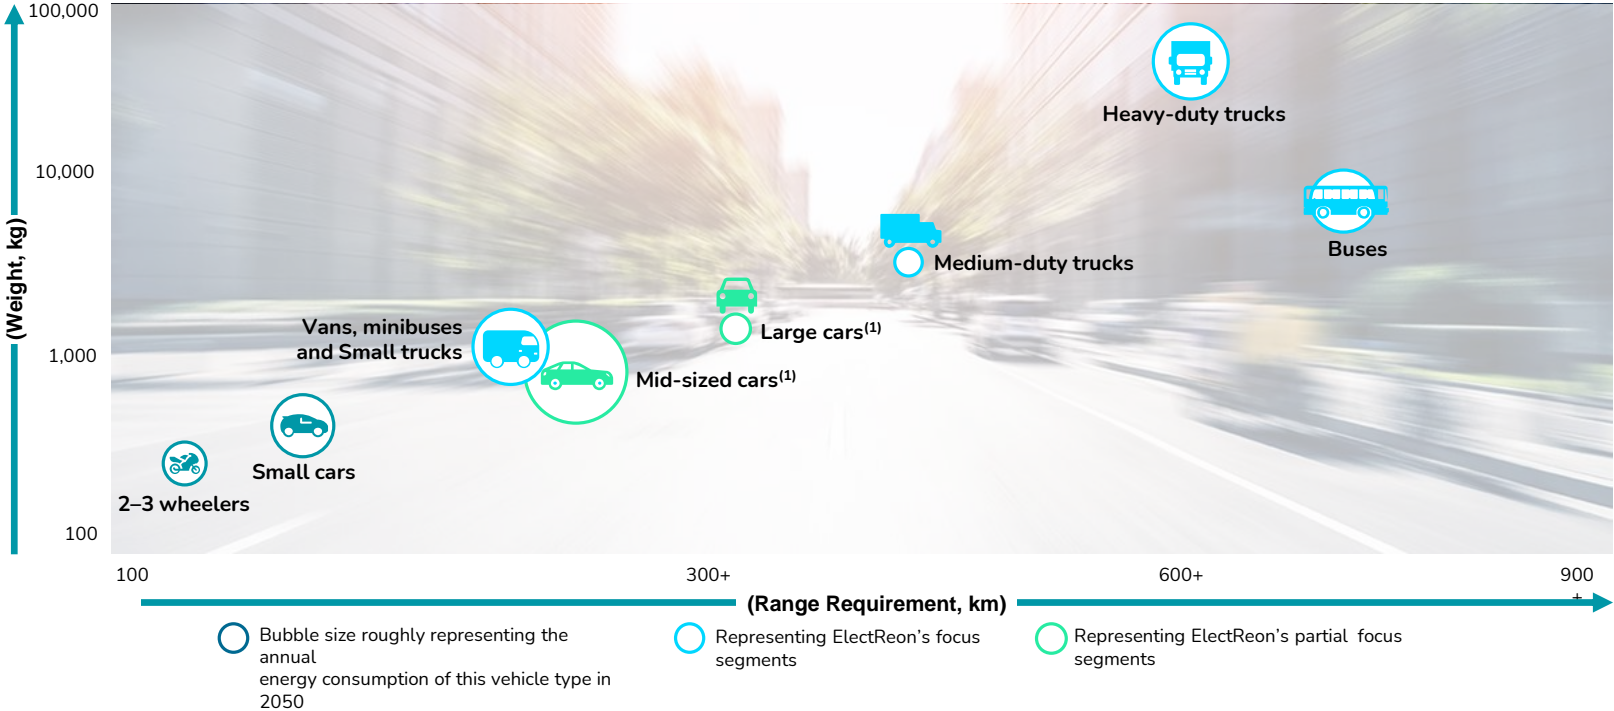 100,000
10,000
1,000
100
(Weight, kg)
Heavy-duty trucks
Buses
Medium-duty trucks
Large cars(1)
Vans, minibuses
and Small trucks
Mid-sized cars(1)
Small cars
2–3 wheelers
100
300+
600+
900
+
(Range Requirement, km)
Bubble size roughly representing the
annual
energy consumption of this vehicle type in
2050
Representing ElectReon’s focus
segments
Representing ElectReon’s partial focus
segments